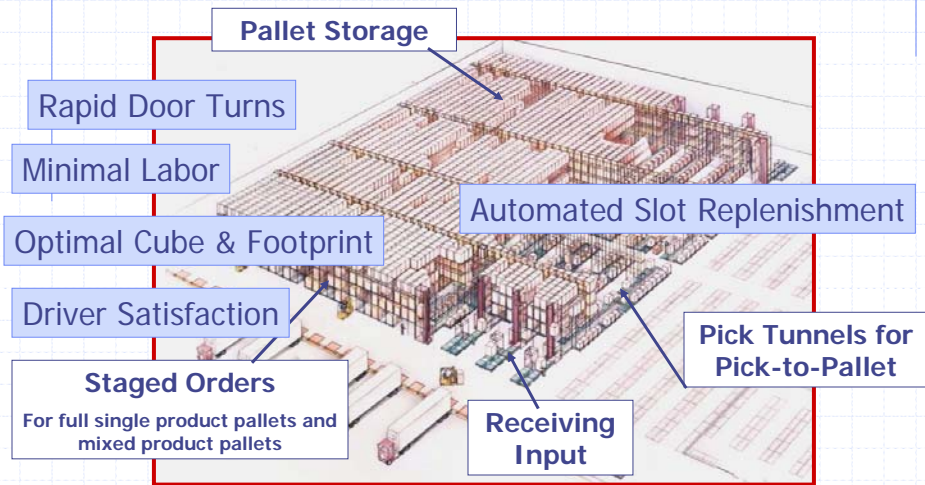 Pallet Storage
Rapid Door Turns
Minimal Labor
Automated Slot Replenishment
Optimal Cube & Footprint
Driver Satisfaction
Pick Tunnels for
Pick-to-Pallet
Staged Orders
For full single product pallets and
mixed product pallets
Receiving
Input